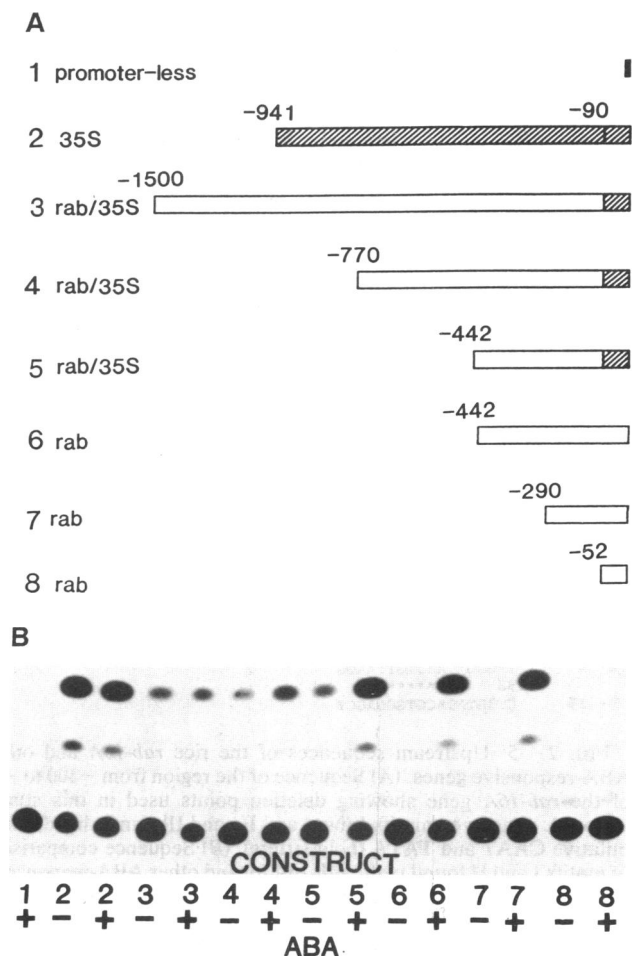 A
1 promoter-less
-941 -90
2 35S
-1500
3 rab/35S
-770
4 rab/35S
-442
5 rab/35S
-442
6 rab
-290
7 rab
-52
8 rab
B
CONSTRUCT
1 2 2 3 3 4 4 5 5 6 6 7 7 8 8
+ − + − + − + − + − + − + − +
ABA